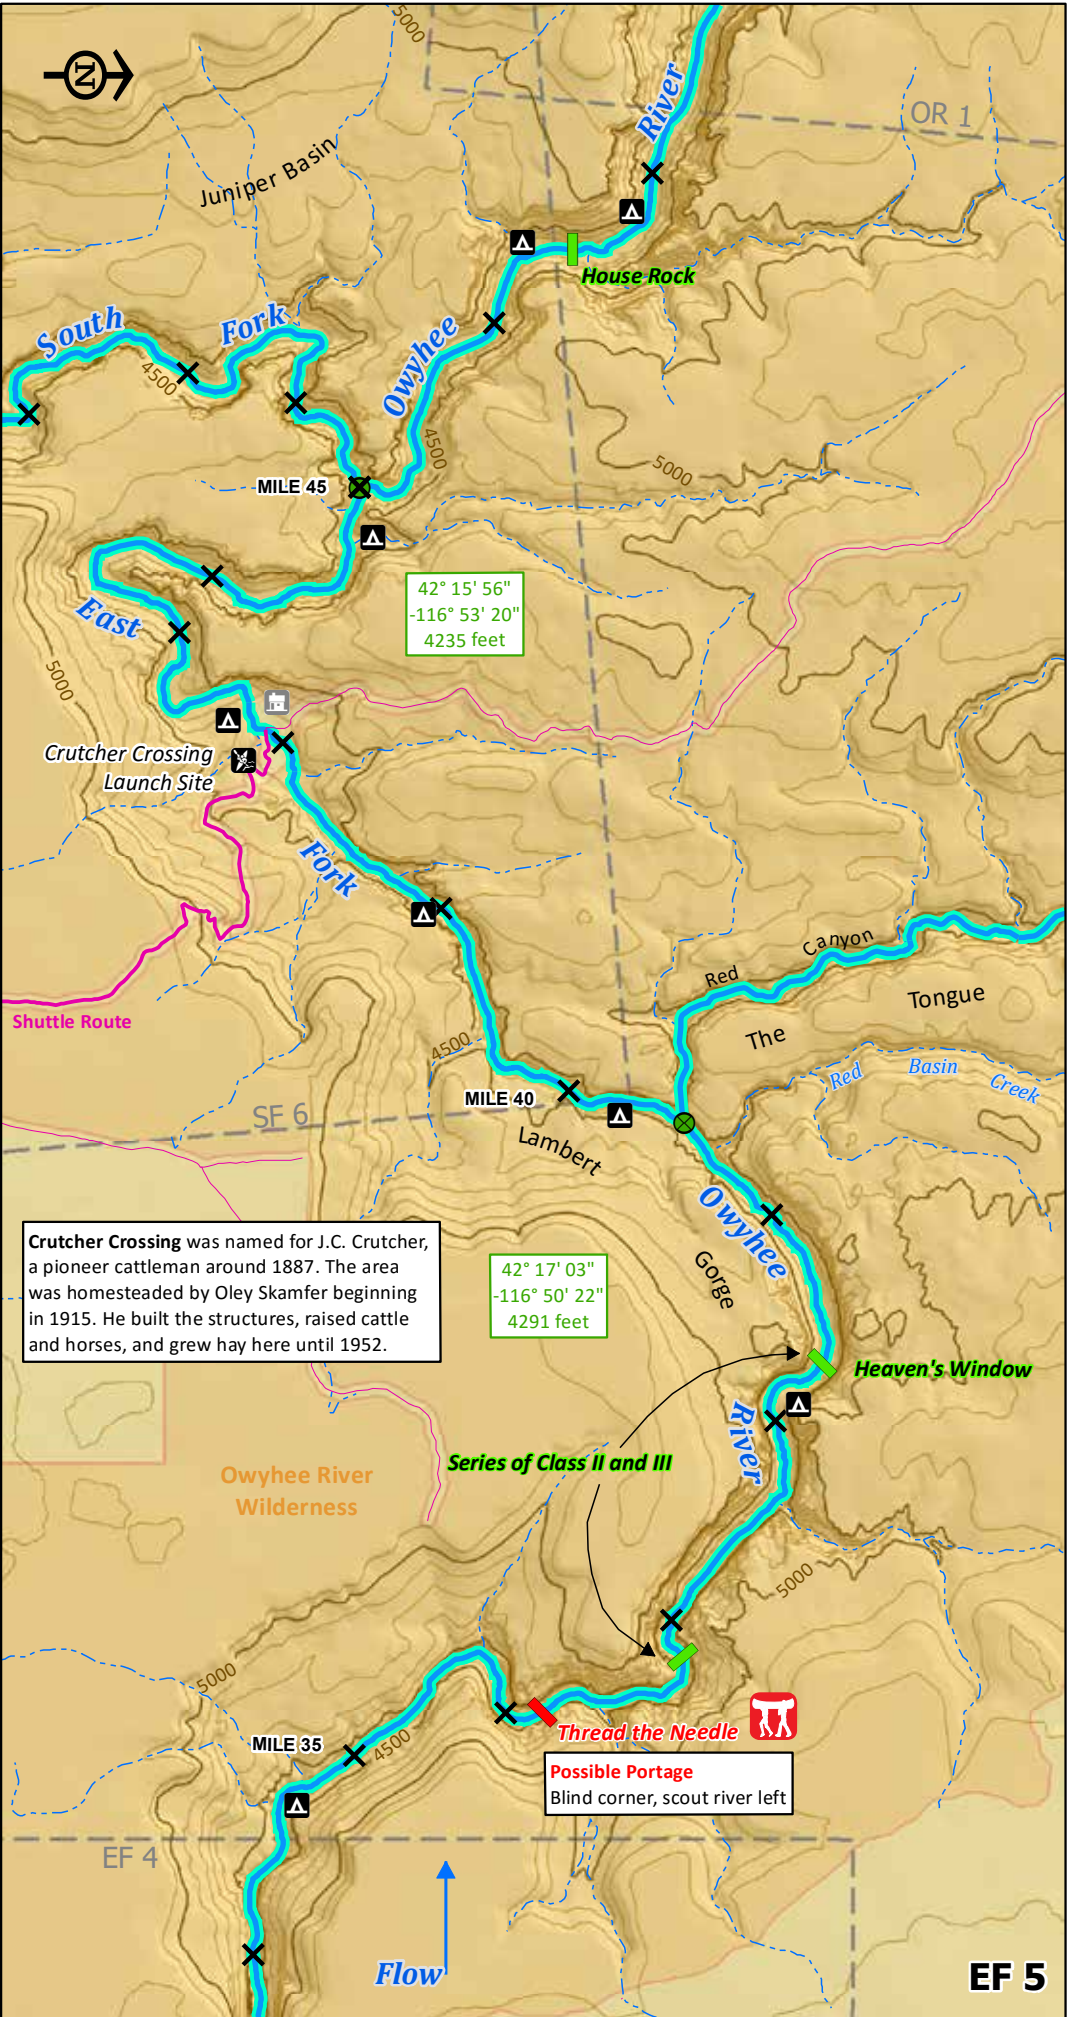 5000
N
River
OR 1
Juniper Basin
House Rock
South
Fork
Owyhee
4500
4500
5000
MILE 45
42° 15' 56"
-116° 53' 20"
4235 feet
East
5000
Crutcher Crossing
Launch Site
Fork
Canyon
Red
Tongue
The
Shuttle Route
4500
Red Basin Creek
MILE 40
SF 6
Lambert
Owyhee
Gorge
Crutcher Crossing was named for J.C. Crutcher,
a pioneer cattleman around 1887. The area
was homesteaded by Oley Skamfer beginning
in 1915. He built the structures, raised cattle
and horses, and grew hay here until 1952.
42° 17' 03"
-116° 50' 22"
4291 feet
Heaven's Window
River
Series of Class II and III
Owyhee River
Wilderness
5000
5000
Thread the Needle
MILE 35
4500
Possible Portage
Blind corner, scout river left
EF 4
Flow
EF 5